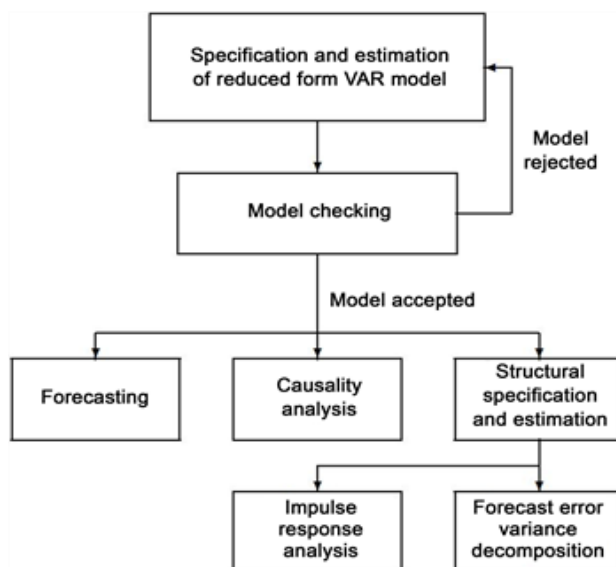 Specification and estimation
of reduced form VAR model
Model
rejected
Model checking
Model accepted
Forecasting
Causality
analysis
Structural
specification
and estimation
Impulse
response
analysis
Forecast error
variance
decomposition